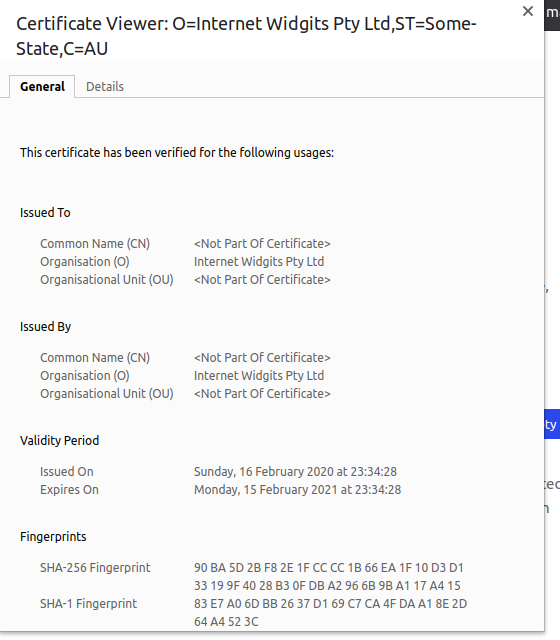 Certificate Viewer: O=Internet Widgits Pty Ltd,ST=Some-
State,C=AU
m
General Details
This certificate has been verified for the following usages:
Issued To
Common Name (CN) <Not Part Of Certificate>
Organisation (O) Internet Widgits Pty Ltd
Organisational Unit (OU) <Not Part Of Certificate>
Issued By
Common Name (CN) <Not Part Of Certificate>
Organisation (O) Internet Widgits Pty Ltd
Organisational Unit (OU) <Not Part Of Certificate>
ty
Validity Period
Issued On Sunday, 16 February 2020 at 23:34:28
Expires On Monday, 15 February 2021 at 23:34:28
Fingerprints
SHA-256 Fingerprint 90 BA 5D 2B F8 2E 1F CC CC 1B 66 EA 1F 10 D3 D1
33 19 9F 40 28 B3 0F DB A2 96 6B 9B A1 17 A4 15
SHA-1 Fingerprint 83 E7 A0 6D BB 26 37 D1 69 C7 CA 4F DA A1 8E 2D
64 A4 52 3C